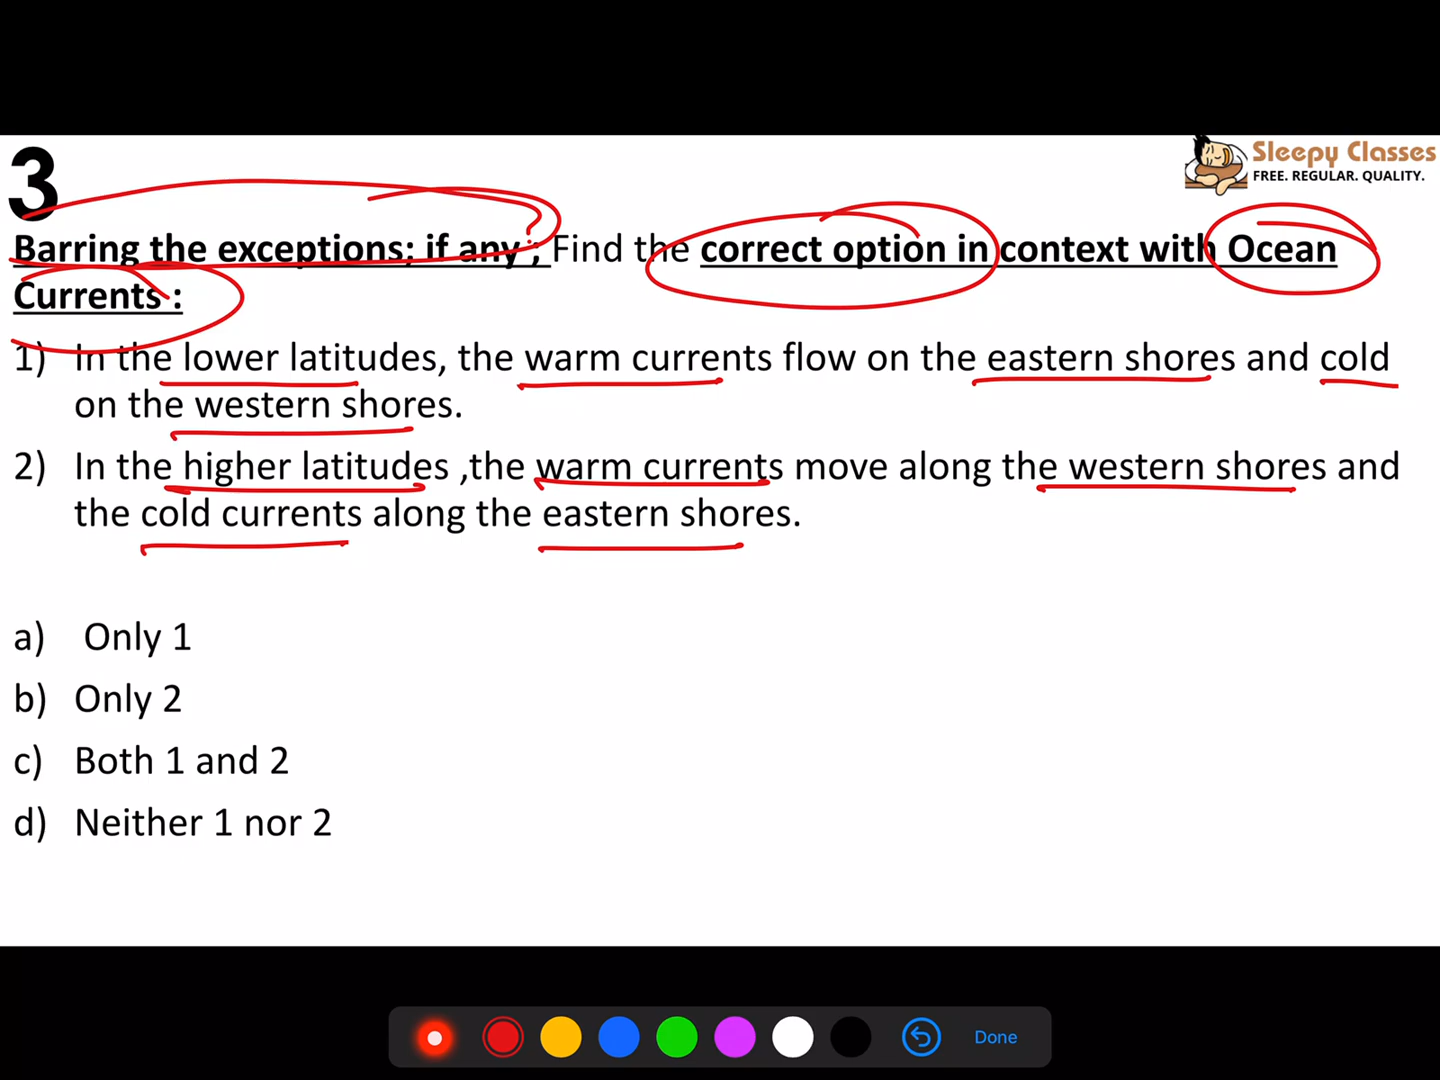 3
Sleepy Classes
FREE. REGULAR. QUALITY.
Barring the exceptions; if any ; Find the correct option in context with Ocean
Currents :
1) In the lower latitudes, the warm currents flow on the eastern shores and cold
on the western shores.
2) In the higher latitudes ,the warm currents move along the western shores and
the cold currents along the eastern shores.
a) Only 1
b) Only 2
c) Both 1 and 2
d) Neither 1 nor 2
Done